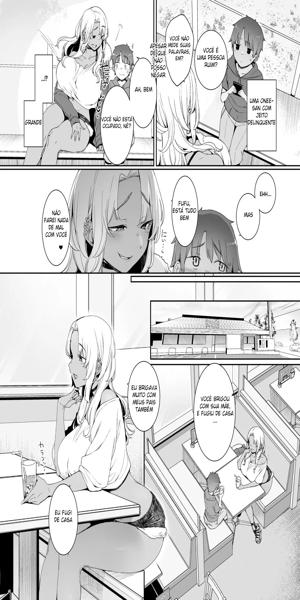 UMA ONEE-
SAN COM
JEITO
DELINQUENTE
VOCÊ É
UMA PESSOA
RUIM?
VOCÊ NÃO
MEDE SUAS
PALAVRAS,
EM?
APESAR
DE QUE
NÃO
POSSO
NEGAR
AH, BEM
VOCÊ NÃO ESTÁ
OCUPADO, NÉ?
...!?
GRANDE
EHH...
MAS
FUFU,
ESTÁ TUDO
BEM
NÃO
FAREI NADA
DE MAL
COM VOCÊ
♥
VOCÊ BRIGOU
COM SUA MÃE,
E FUGIU DE CASA
...
EU BRIGAVA
MUITO COM
MEUS PAIS
TAMBÉM
EU FUGI
DE CASA